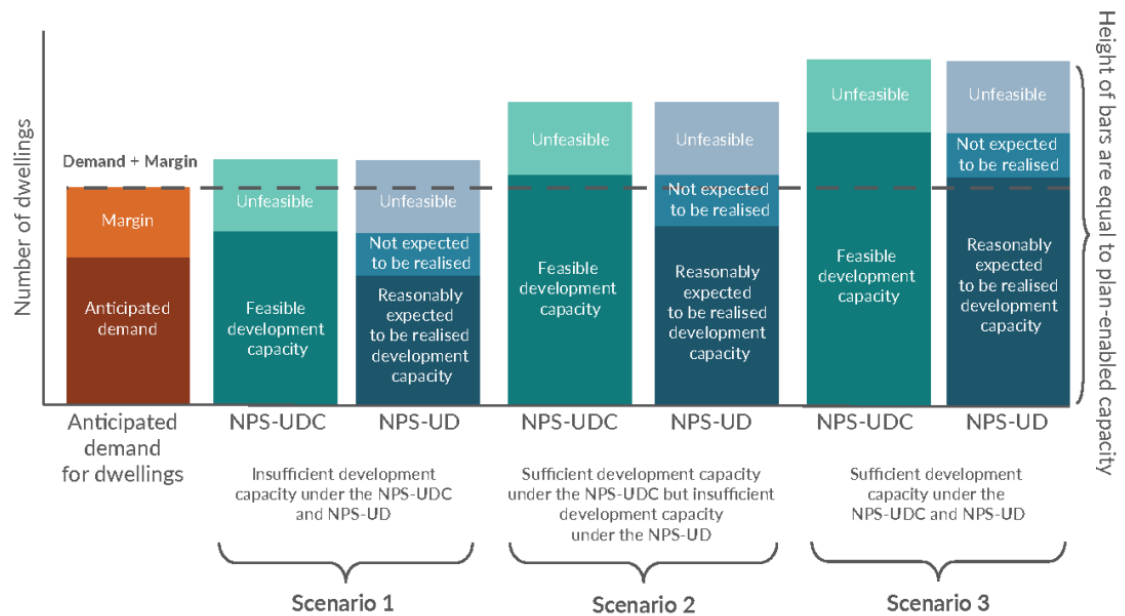 Number of dwellings
Demand + Margin
Margin
Anticipated
demand
Unfeasible
Feasible
development
capacity
Unfeasible
Not expected
to be realised
Reasonably
expected
to be realised
development
capacity
Unfeasible
Feasible
development
capacity
Unfeasible
Not expected
to be realised
Reasonably
expected
to be realised
development
capacity
Unfeasible
Feasible
development
capacity
Unfeasible
Not expected
to be realised
Reasonably
expected
to be realised
development
capacity
Height of bars are equal to plan-enabled capacity
Anticipated
demand
for dwellings
NPS-UDC
NPS-UD
NPS-UDC
NPS-UD
NPS-UDC
NPS-UD
Insufficient development
capacity under the NPS-UDC
and NPS-UD
Sufficient development capacity
under the NPS-UDC but insufficient
development capacity
under the NPS-UD
Sufficient development
capacity under the
NPS-UDC and NPS-UD
Scenario 1
Scenario 2
Scenario 3